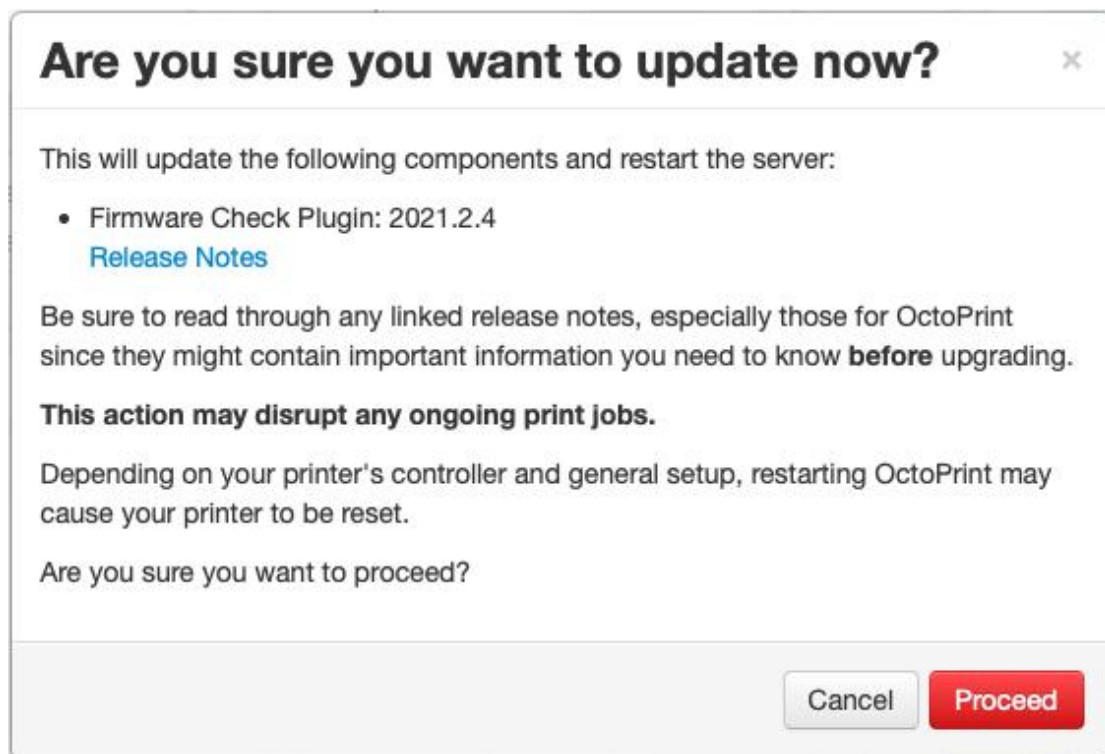 Are you sure you want to update now?
×
This will update the following components and restart the server:
• Firmware Check Plugin: 2021.2.4
Release Notes
Be sure to read through any linked release notes, especially those for OctoPrint
since they might contain important information you need to know before upgrading.
This action may disrupt any ongoing print jobs.
Depending on your printer's controller and general setup, restarting OctoPrint may
cause your printer to be reset.
Are you sure you want to proceed?
Cancel
Proceed